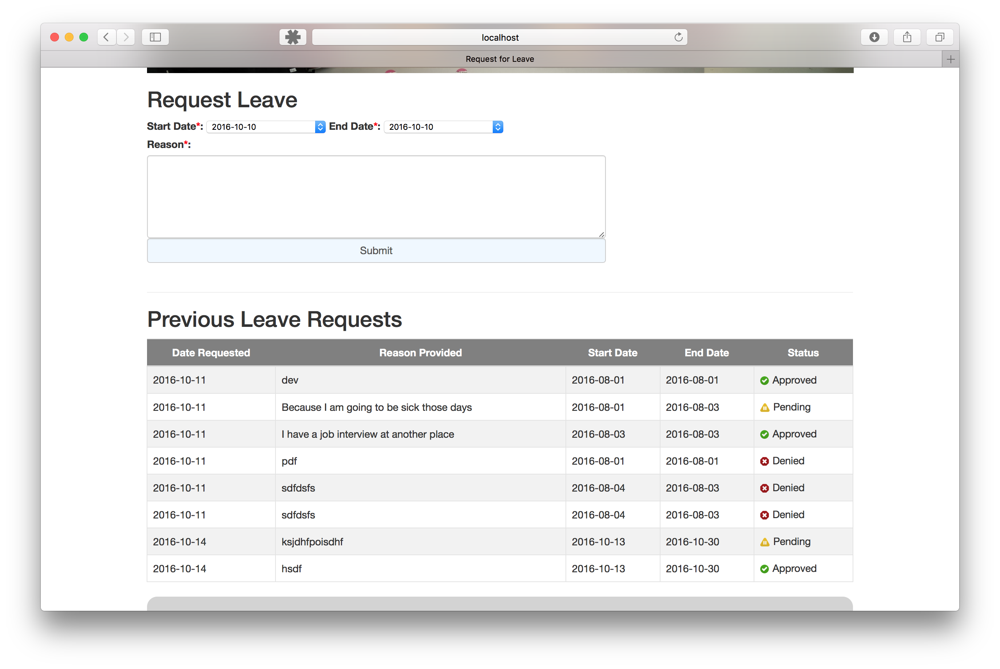 localhost
Request for Leave
Request Leave
Start Date*: 2016-10-10 End Date*: 2016-10-10
Reason*:
Submit
Previous Leave Requests
Date Requested Reason Provided Start Date End Date Status
2016-10-11 dev 2016-08-01 2016-08-01 Approved
2016-10-11 Because I am going to be sick those days 2016-08-01 2016-08-03 Pending
2016-10-11 I have a job interview at another place 2016-08-03 2016-08-03 Approved
2016-10-11 pdf 2016-08-01 2016-08-01 Denied
2016-10-11 sdfdsfs 2016-08-04 2016-08-03 Denied
2016-10-11 sdfdsfs 2016-08-04 2016-08-03 Denied
2016-10-14 ksjdhfpoisdhf 2016-10-13 2016-10-30 Pending
2016-10-14 hsdf 2016-10-13 2016-10-30 Approved